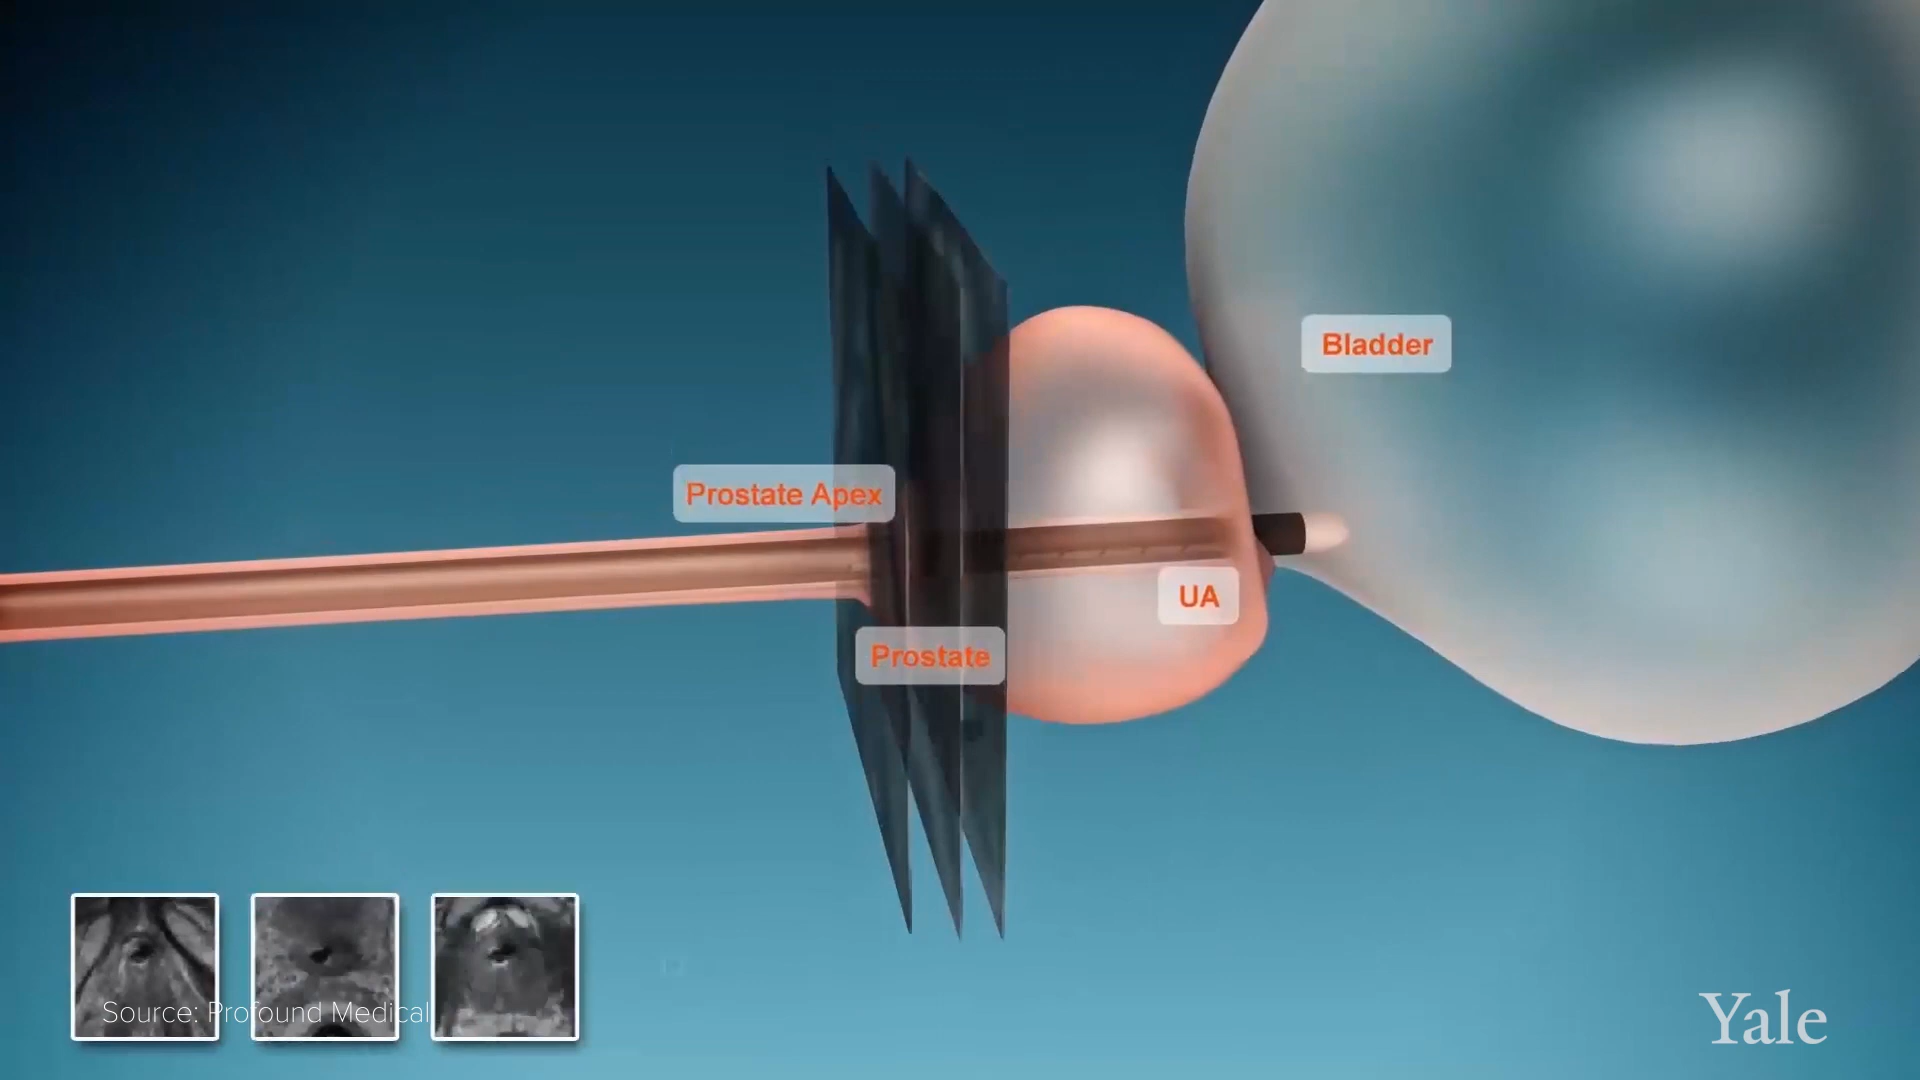 Bladder
Prostate Apex
UA
Prostate
Source: Profound Medical
Yale